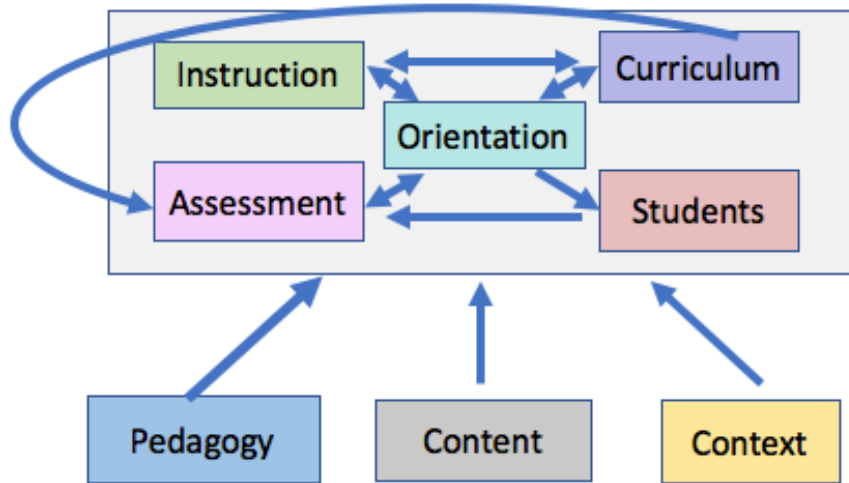 Instruction
Curriculum
Orientation
Assessment
Students
Pedagogy
Content
Context